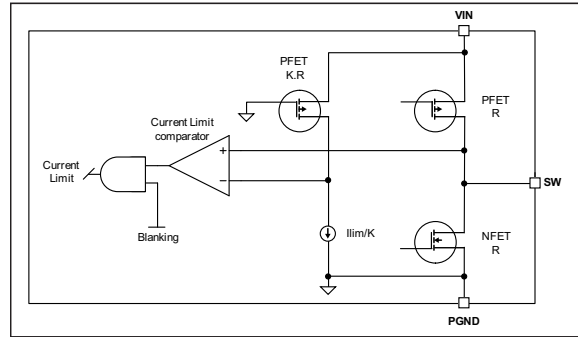 VIN
PFET
K.R
PFET
R
Current Limit
comparator
+
−
Current
Limit
Blanking
Ilim/K
SW
NFET
R
PGND